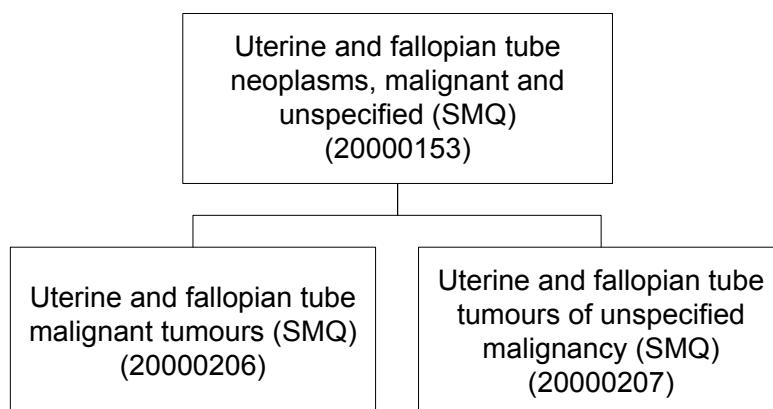 Uterine and fallopian tube
neoplasms, malignant and
unspecified (SMQ)
(20000153)
Uterine and fallopian tube
malignant tumours (SMQ)
(20000206)
Uterine and fallopian tube
tumours of unspecified
malignancy (SMQ)
(20000207)